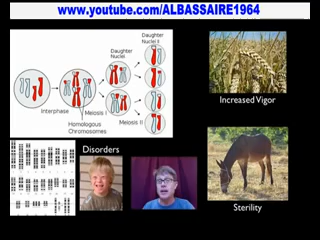 www.youtube.com/ALBASSAIRE1964
Daughter
Nuclei II
Daughter
Nuclei
Interphase
Meiosis I
Homologous
Chromosomes
Meiosis II
Increased Vigor
Disorders
Sterility